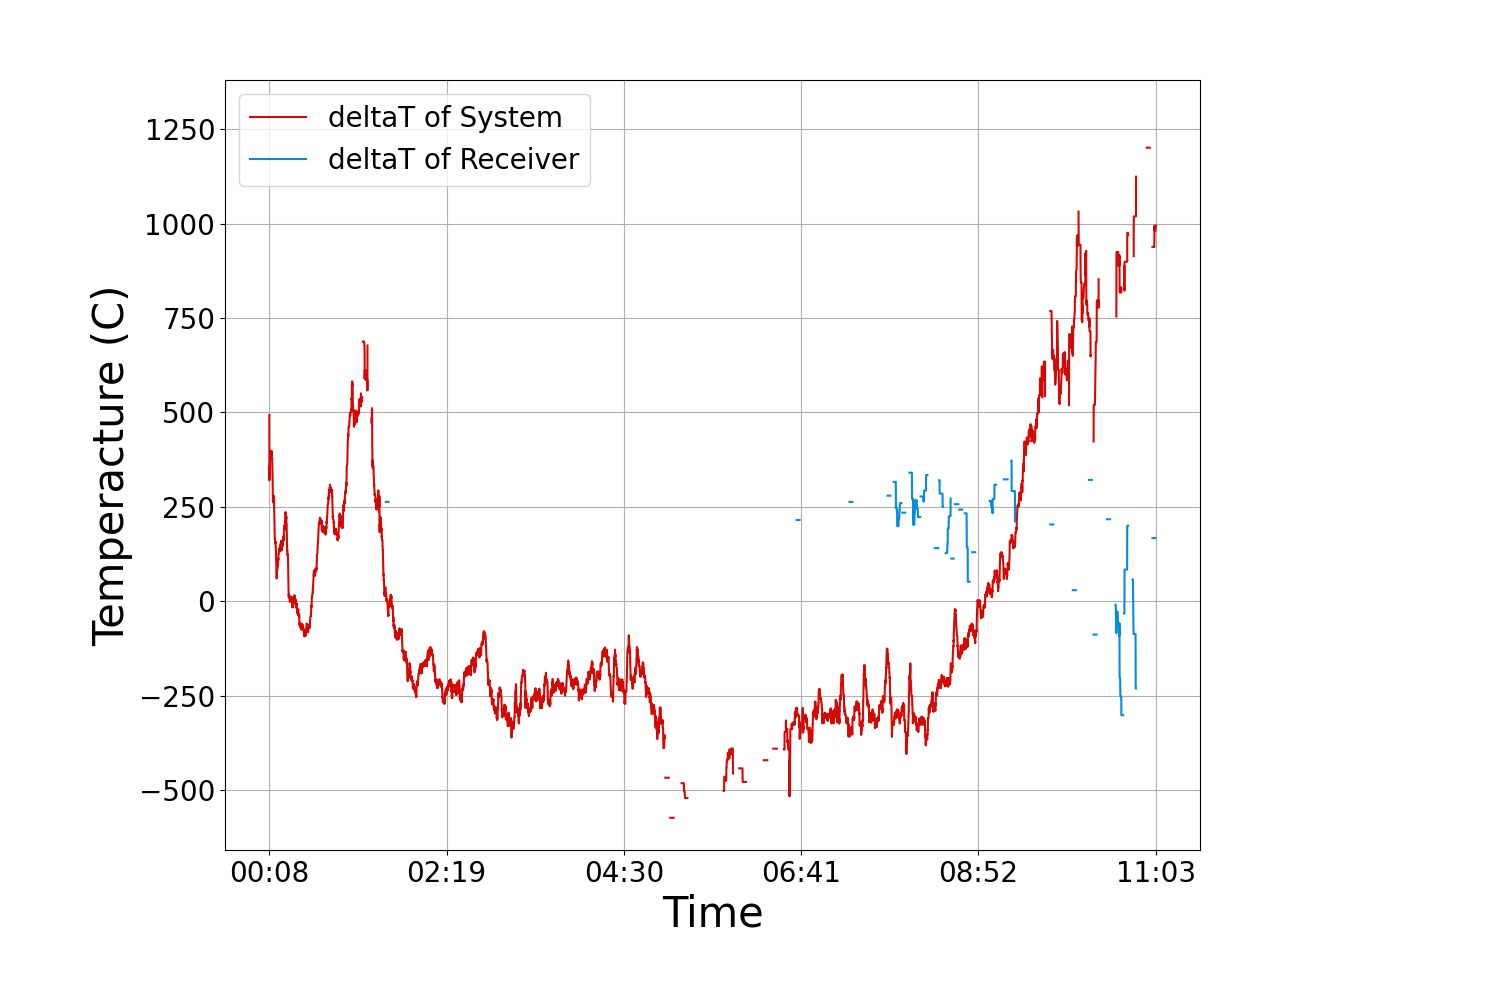 deltaT of System
deltaT of Receiver
1250
1000
750
500
250
0
−250
−500
Temperacture (C)
00:08 02:19 04:30 06:41 08:52 11:03
Time